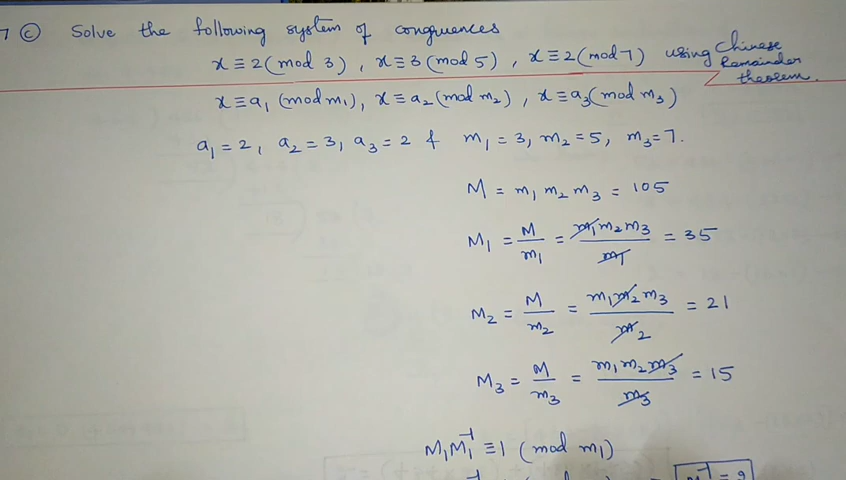 7 ⓒ Solve the following system of congruences
x ≡ 2 (mod 3), x ≡ 3 (mod 5), x ≡ 2 (mod 7) using Chinese Remainder theorem.
x ≡ a₁ (mod m₁), x ≡ a₂ (mod m₂), x ≡ a₃ (mod m₃)
a₁ = 2, a₂ = 3, a₃ = 2 & m₁ = 3, m₂ = 5, m₃ = 7.
M = m₁ m₂ m₃ = 105
M₁ = M/m₁ = m₁m₂m₃/m₁ = 35
M₂ = M/m₂ = m₁m₂m₃/m₂ = 21
M₃ = M/m₃ = m₁m₂m₃/m₃ = 15
M₁M₁⁻¹ ≡ 1 (mod m₁)